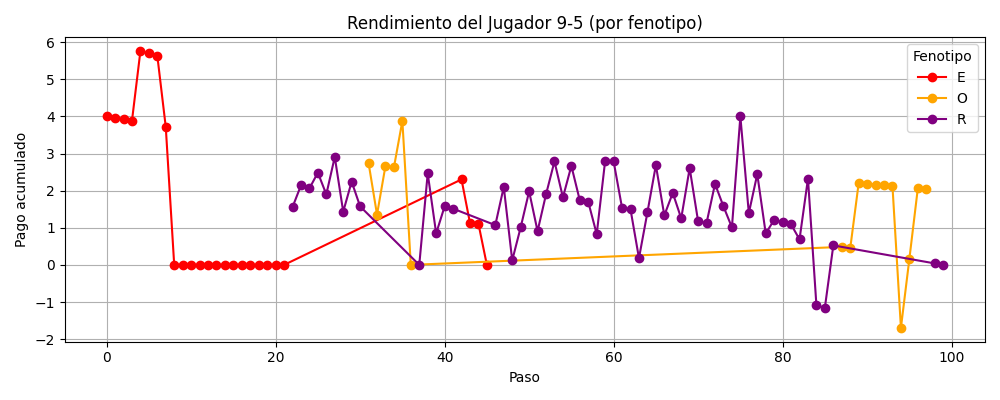 Rendimiento del Jugador 9-5 (por fenotipo)
Pago acumulado
6
5
4
3
2
1
0
−1
−2
Fenotipo
E
O
R
0 20 40 60 80 100
Paso